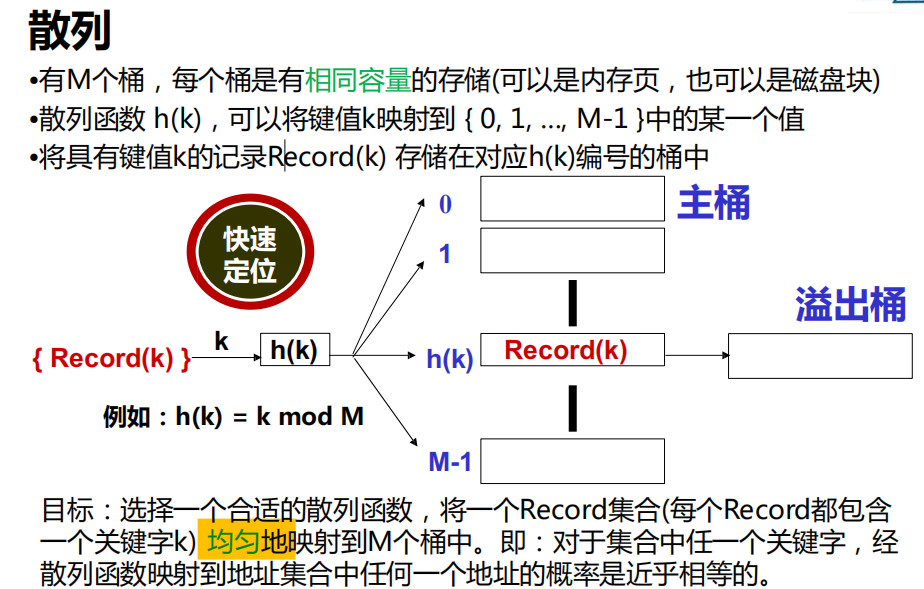 散列
•有M个桶，每个桶是有相同容量的存储(可以是内存页，也可以是磁盘块)
•散列函数 h(k)，可以将键值k映射到 { 0, 1, …, M-1 }中的某一个值
•将具有键值k的记录Record(k) 存储在对应h(k)编号的桶中
0
主桶
快速
定位
1
溢出桶
{ Record(k) }
k
h(k)
h(k)
Record(k)
例如：h(k) = k mod M
M-1
目标：选择一个合适的散列函数，将一个Record集合(每个Record都包含
一个关键字k) 均匀地映射到M个桶中。即：对于集合中任一个关键字，经
散列函数映射到地址集合中任何一个地址的概率是近乎相等的。